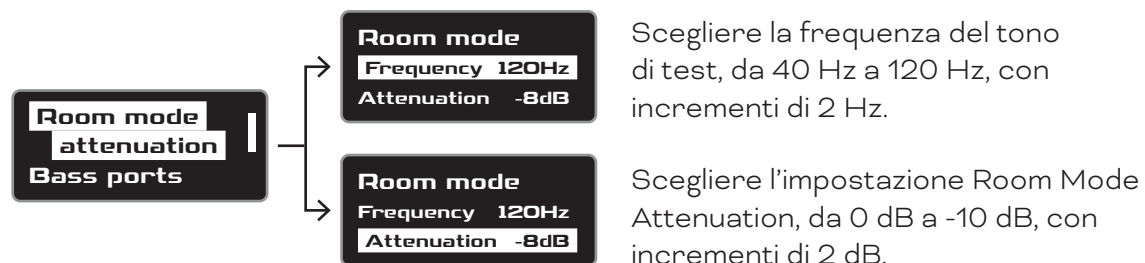 Room mode
attenuation
Bass ports
Room mode
Frequency 120Hz
Attenuation -8dB
Scegliere la frequenza del tono
di test, da 40 Hz a 120 Hz, con
incrementi di 2 Hz.
Room mode
Frequency 120Hz
Attenuation -8dB
Scegliere l’impostazione Room Mode
Attenuation, da 0 dB a -10 dB, con
incrementi di 2 dB.